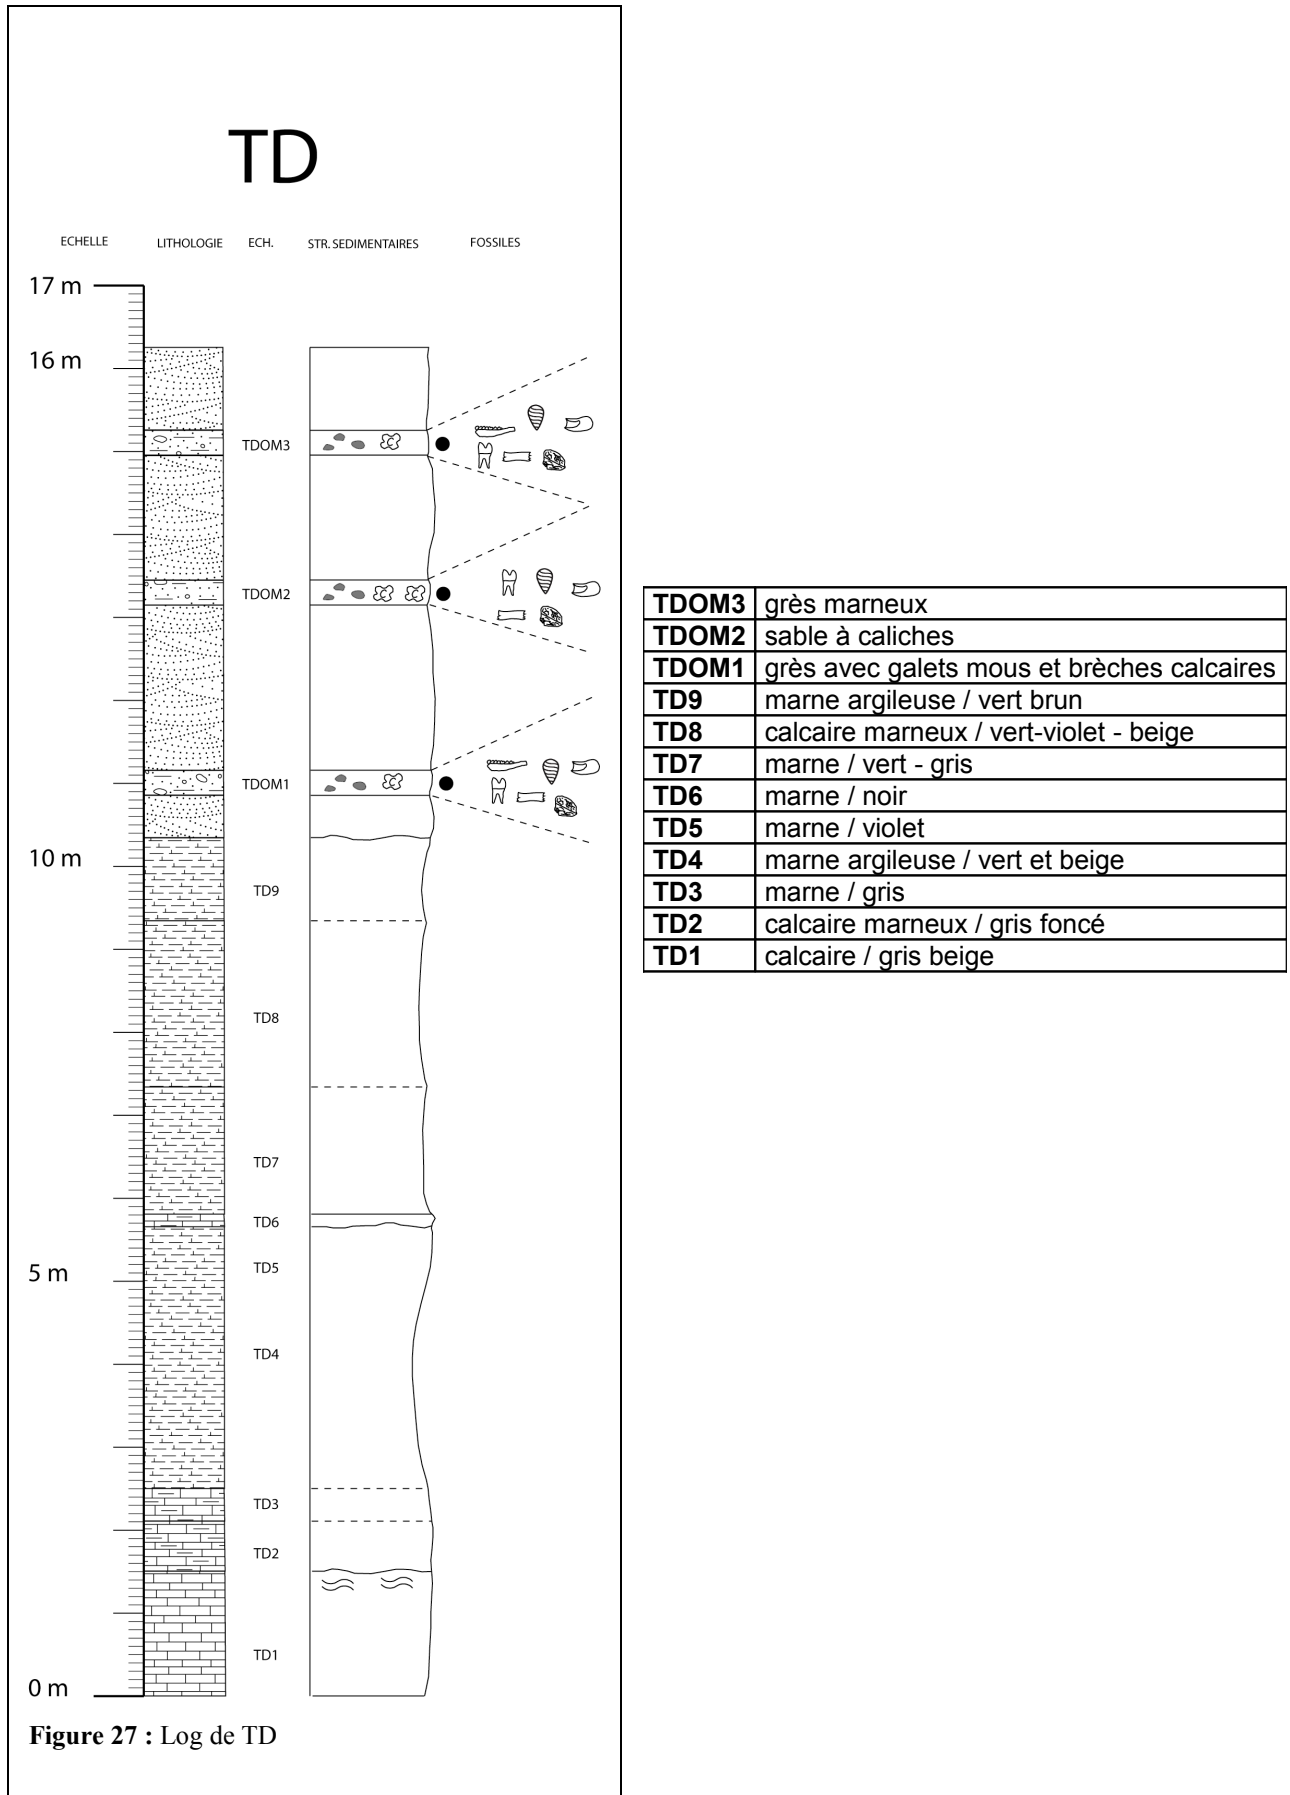 TD
ECHELLE LITHOLOGIE ECH. STR. SEDIMENTAIRES FOSSILES
17 m
16 m
TDOM3
TDOM2
TDOM1
10 m
TD9
TD8
TD7
TD6
5 m
TD5
TD4
TD3
TD2
TD1
0 m
Figure 27 : Log de TD
TDOM3 grès marneux
TDOM2 sable à caliches
TDOM1 grès avec galets mous et brèches calcaires
TD9 marne argileuse / vert brun
TD8 calcaire marneux / vert-violet - beige
TD7 marne / vert - gris
TD6 marne / noir
TD5 marne / violet
TD4 marne argileuse / vert et beige
TD3 marne / gris
TD2 calcaire marneux / gris foncé
TD1 calcaire / gris beige